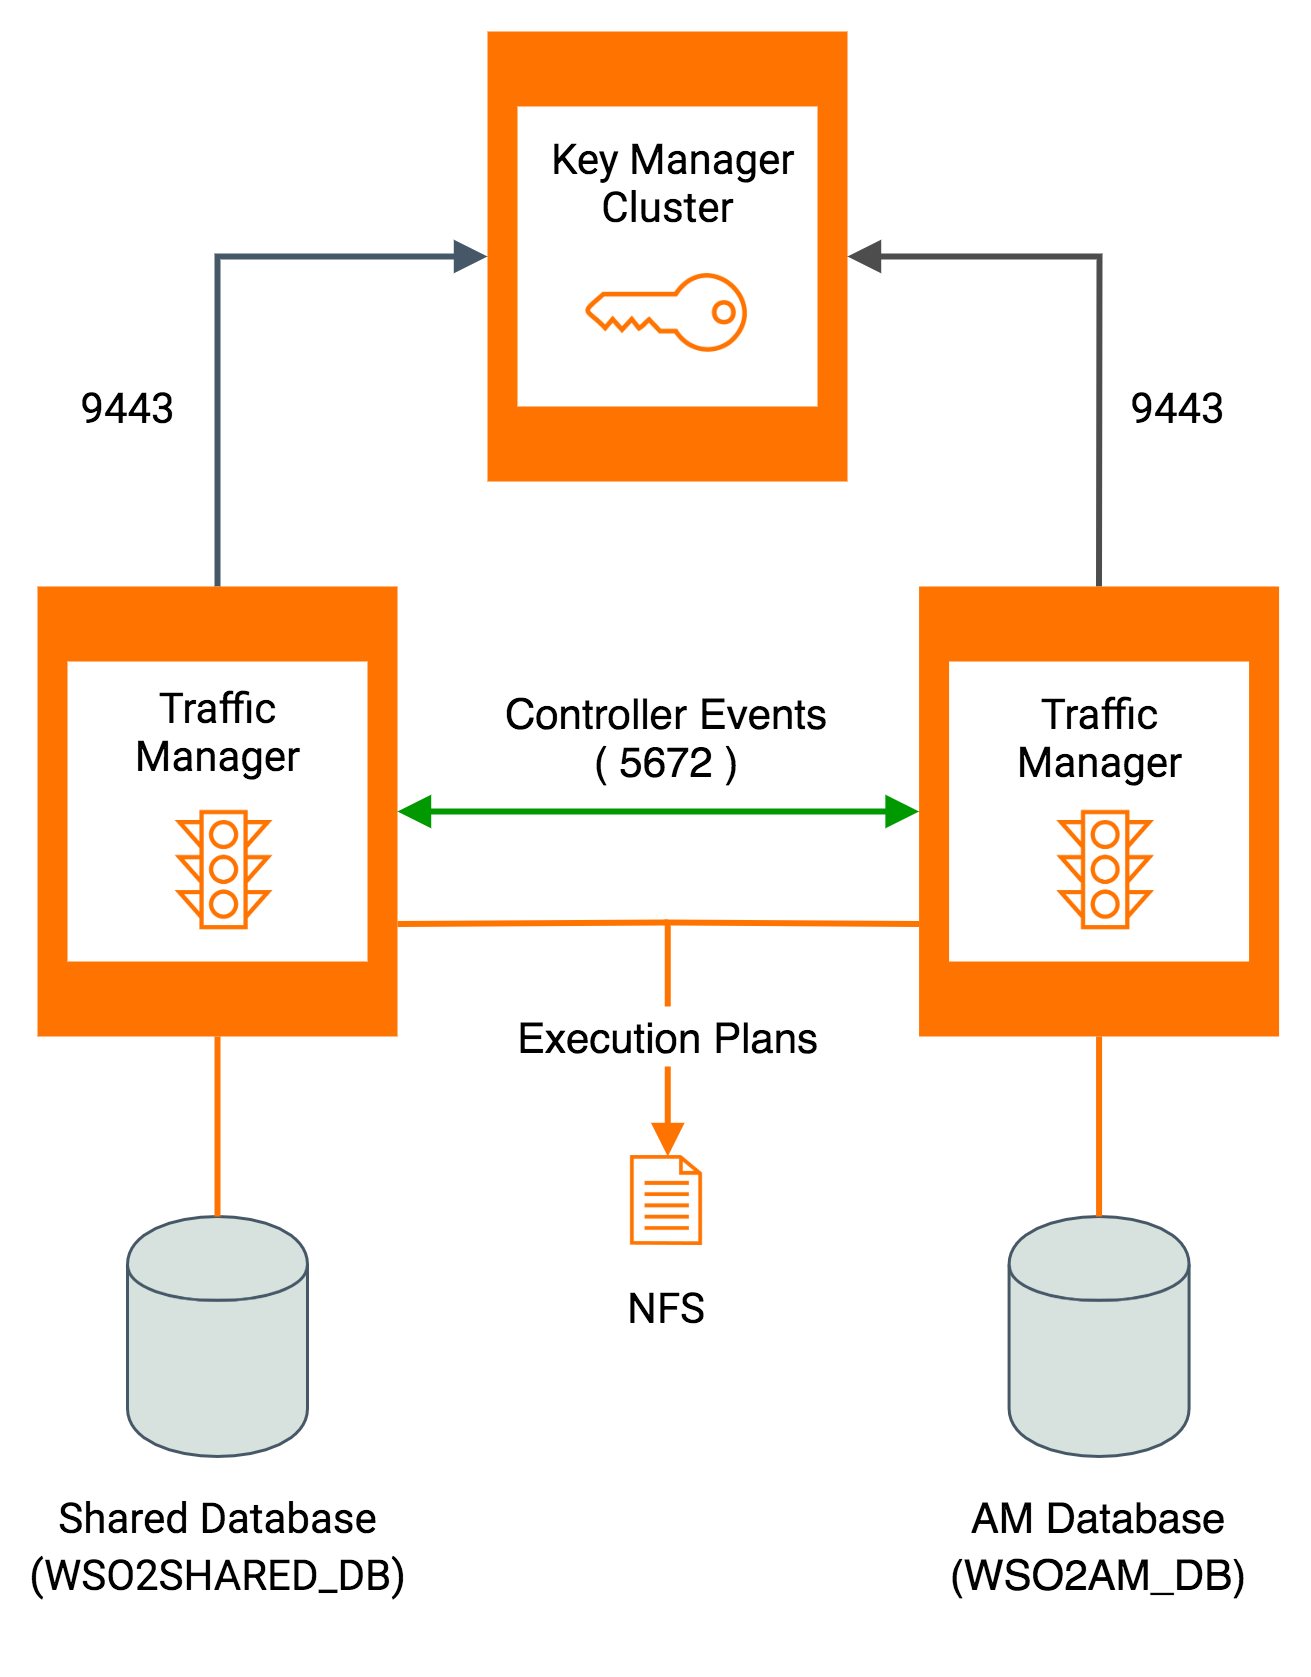 Key Manager
Cluster
9443
9443
Traffic
Manager
Controller Events
( 5672 )
Traffic
Manager
Execution Plans
NFS
Shared Database
(WSO2SHARED_DB)
AM Database
(WSO2AM_DB)